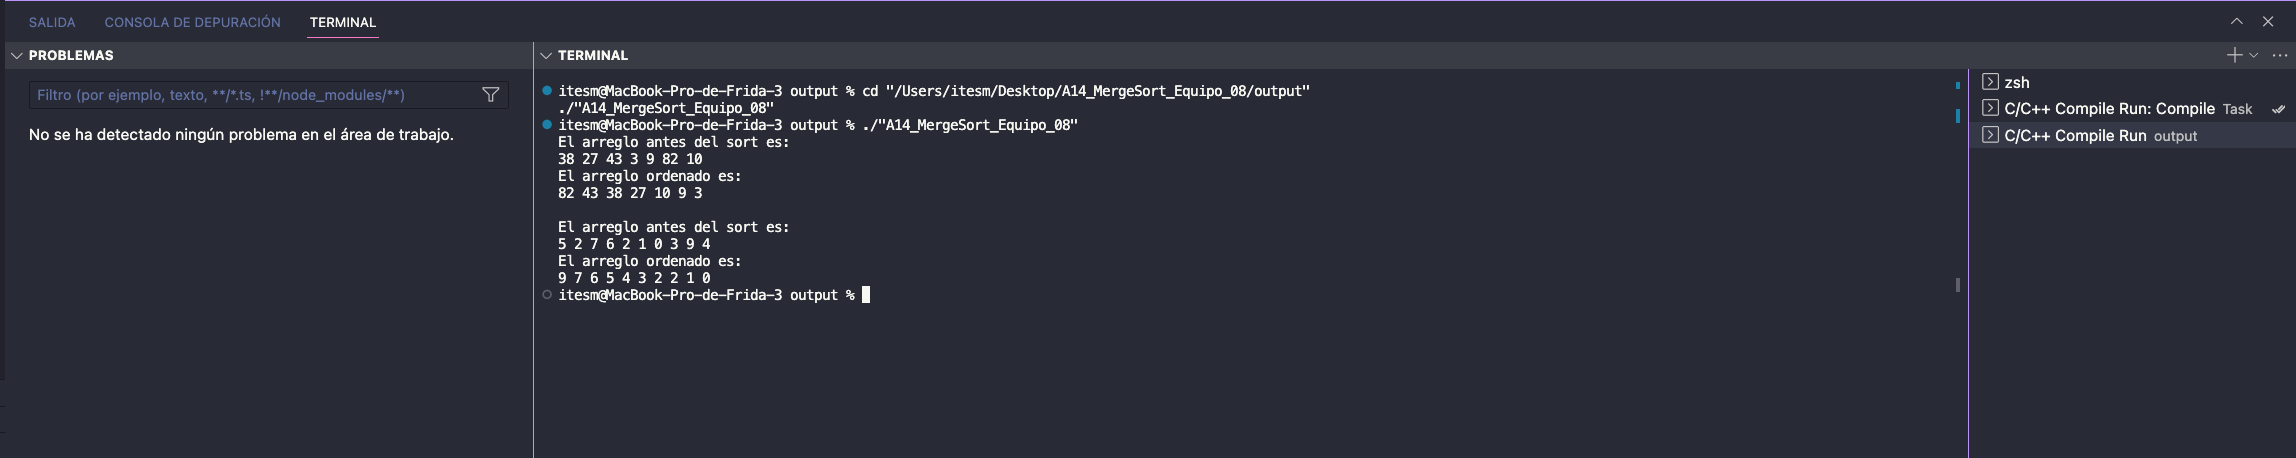 SALIDA CONSOLA DE DEPURACIÓN TERMINAL
PROBLEMAS
Filtro (por ejemplo, texto, **/*.ts, !**/node_modules/**)
No se ha detectado ningún problema en el área de trabajo.
TERMINAL
itesm@MacBook-Pro-de-Frida-3 output % cd "/Users/itesm/Desktop/A14_MergeSort_Equipo_08/output"
./"A14_MergeSort_Equipo_08"
itesm@MacBook-Pro-de-Frida-3 output % ./"A14_MergeSort_Equipo_08"
El arreglo antes del sort es:
38 27 43 3 9 82 10
El arreglo ordenado es:
82 43 38 27 10 9 3
El arreglo antes del sort es:
5 2 7 6 2 1 0 3 9 4
El arreglo ordenado es:
9 7 6 5 4 3 2 2 1 0
itesm@MacBook-Pro-de-Frida-3 output %
zsh
C/C++ Compile Run: Compile Task
C/C++ Compile Run output